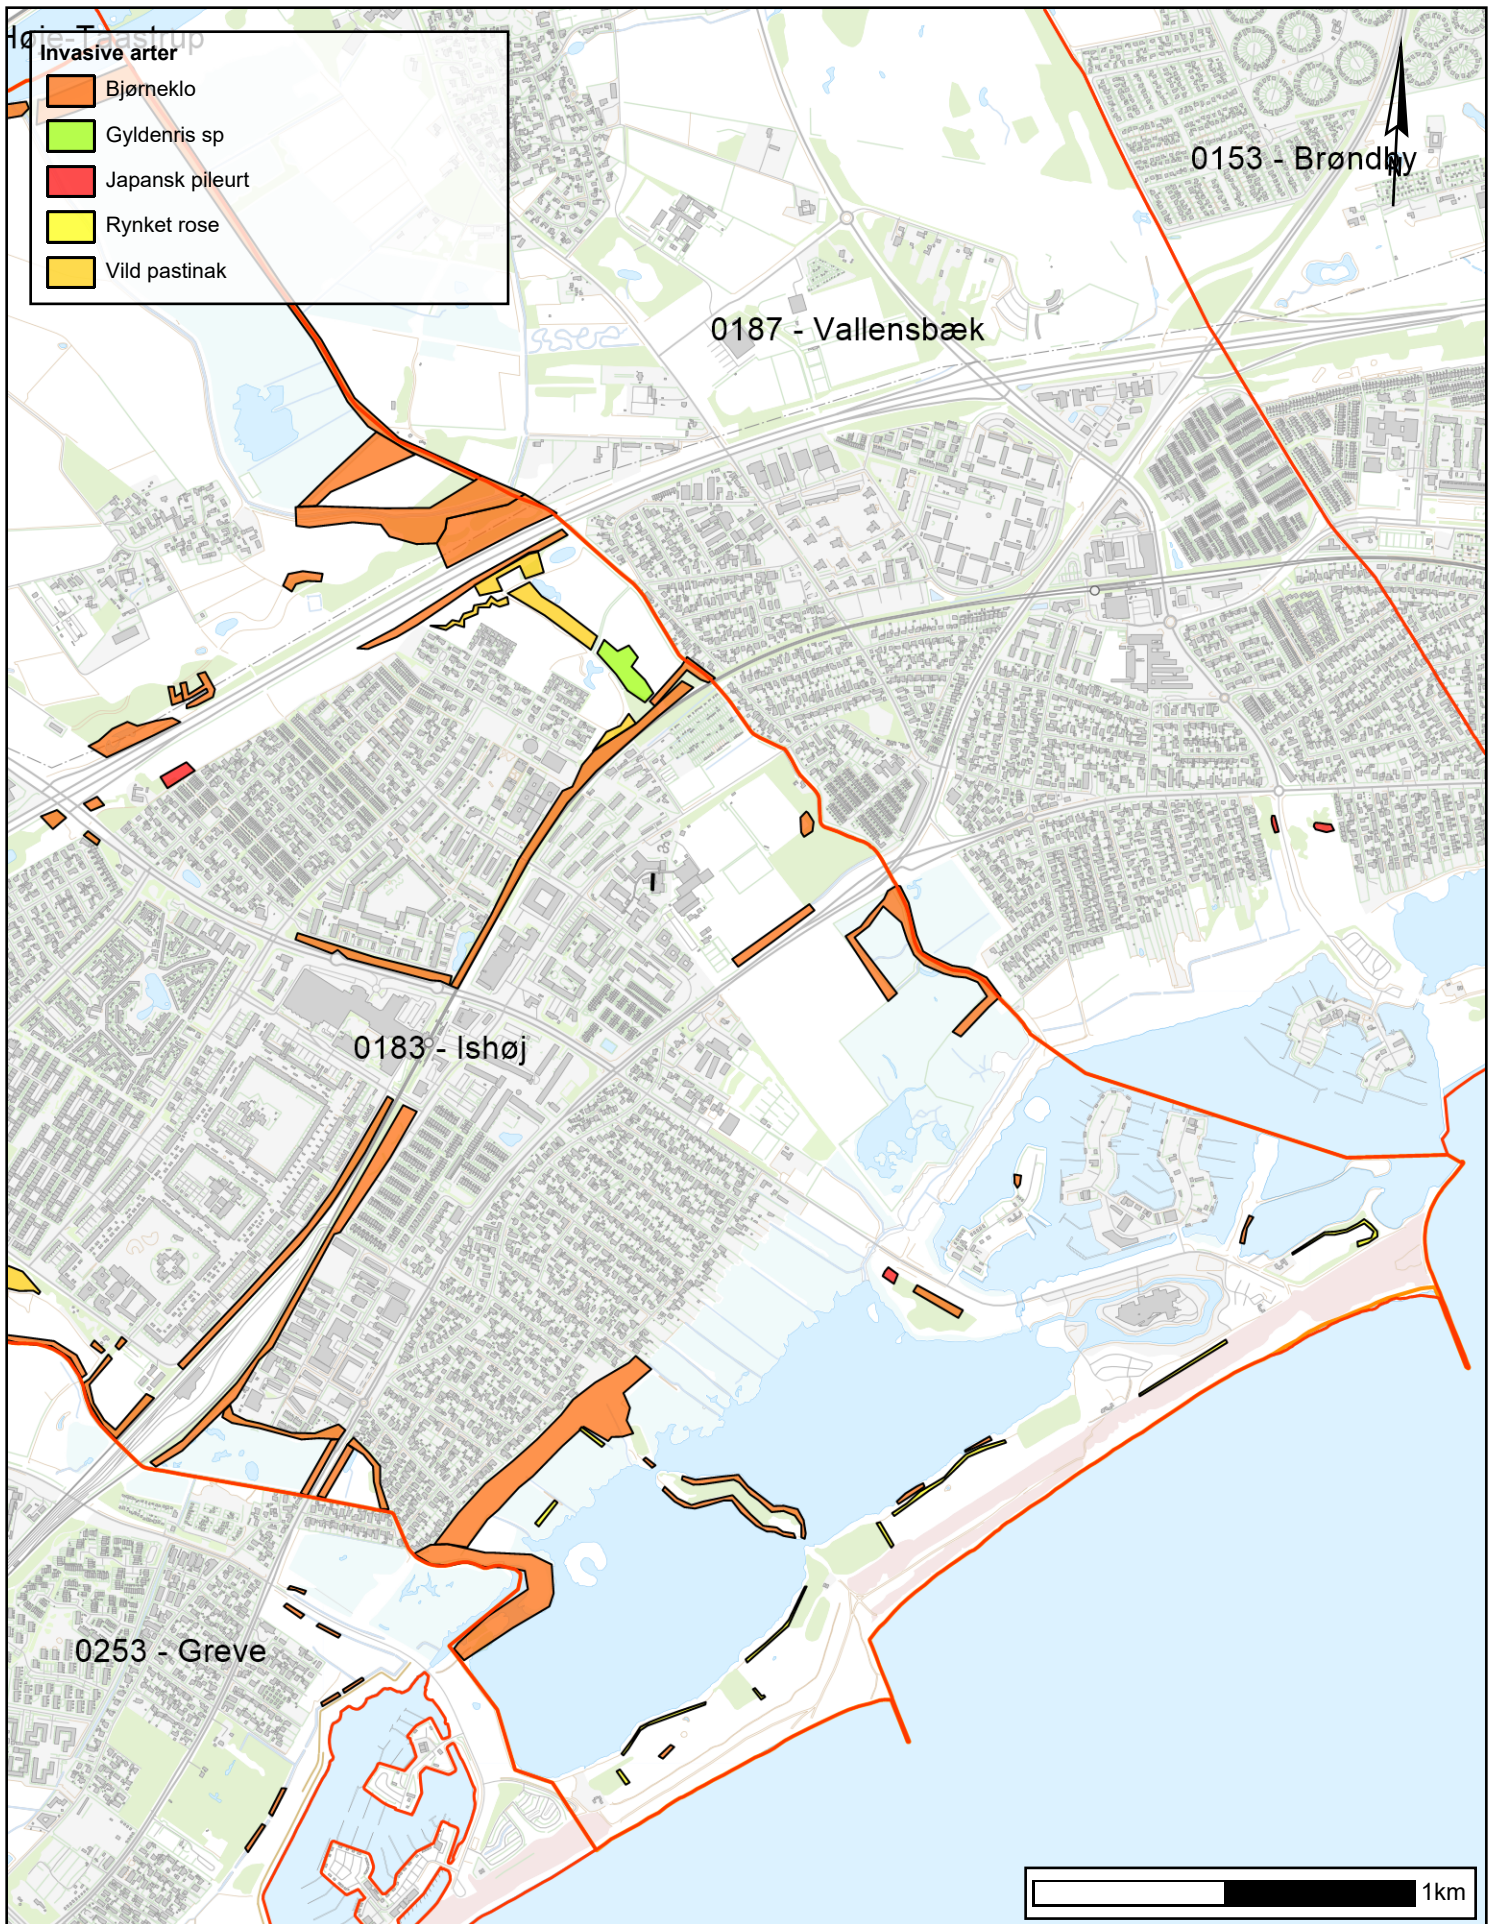 Høje-Taastrup
Invasive arter
Bjørneklo
Gyldenris sp
Japansk pileurt
Rynket rose
Vild pastinak
0153 - Brøndby
N
0187 - Vallensbæk
0183 - Ishøj
0253 - Greve
1km